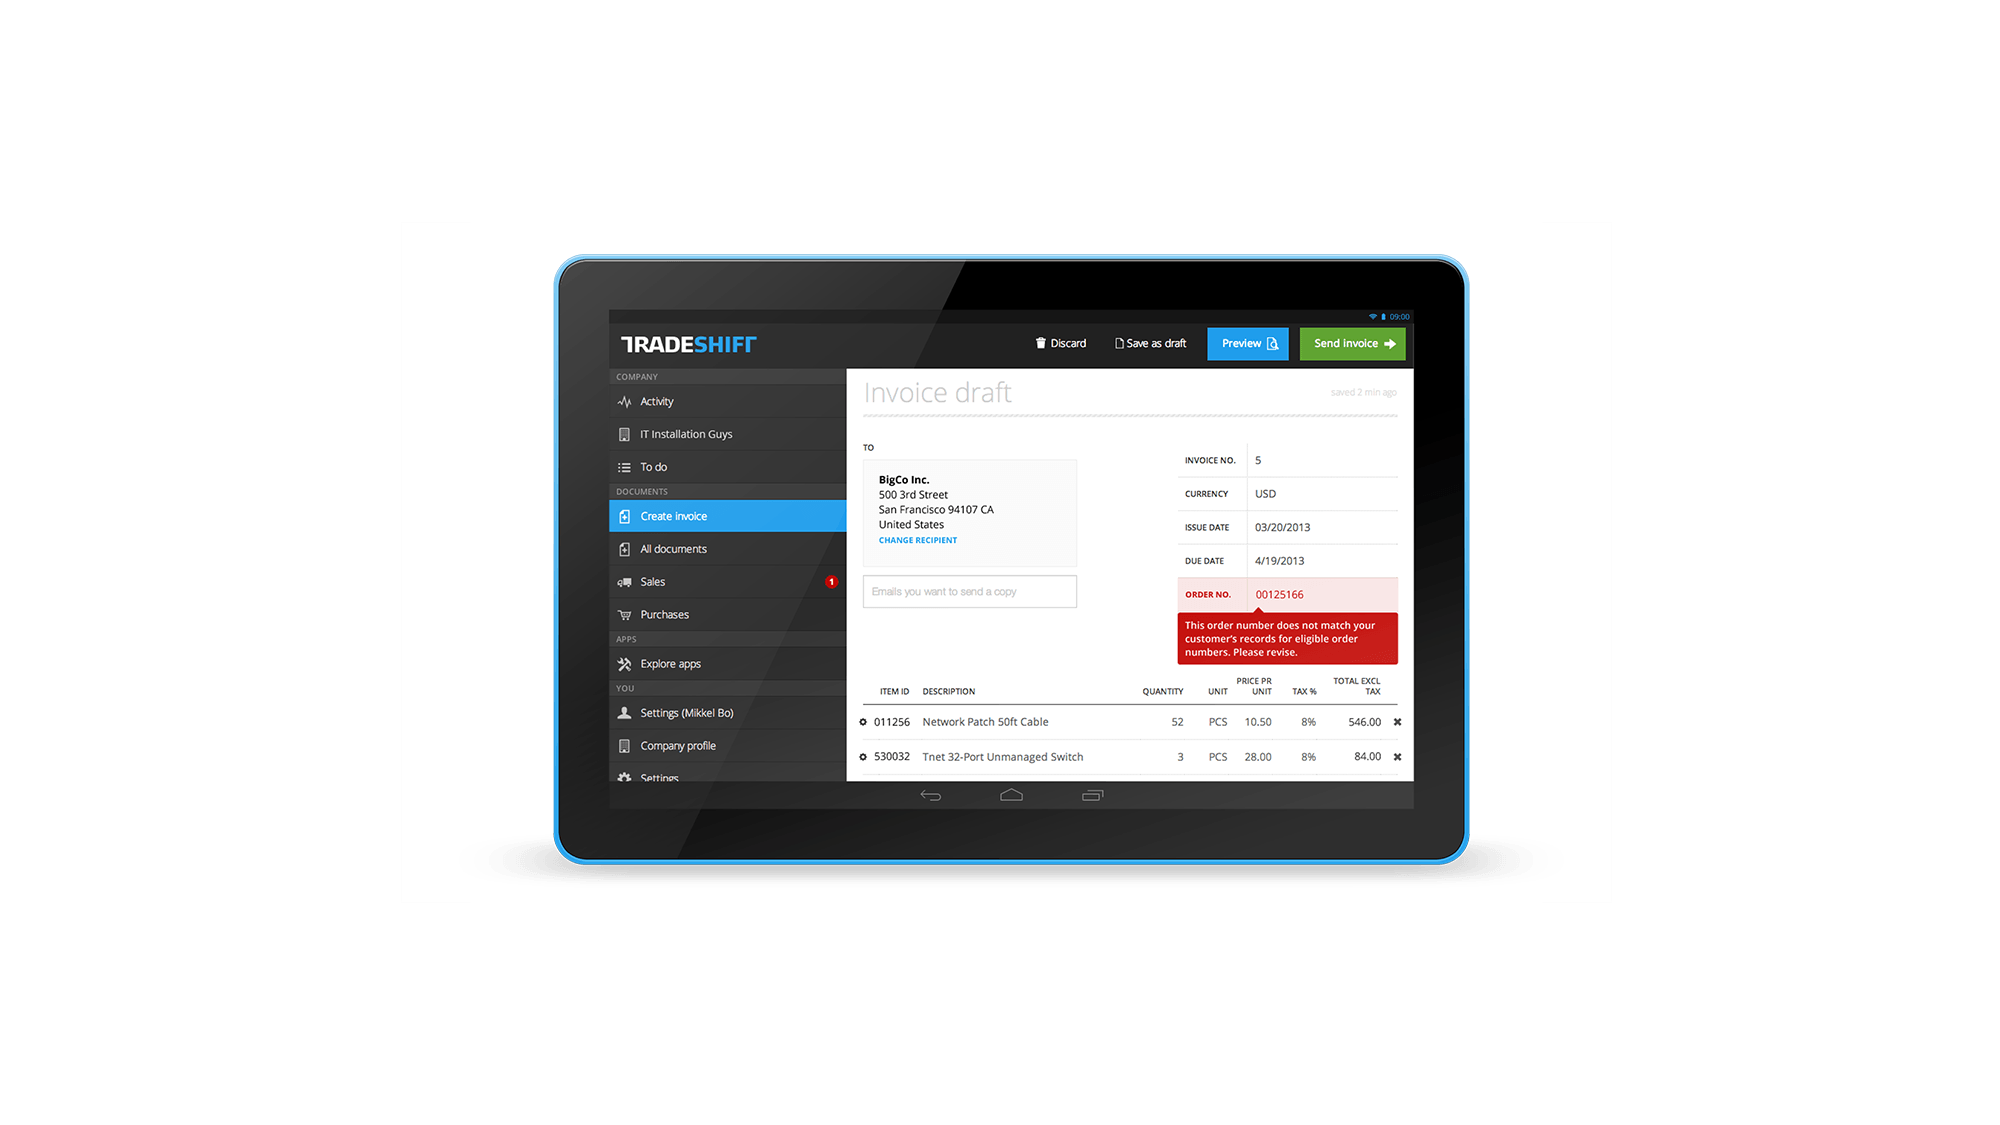 09:00
TRADESHIFT
Discard
Save as draft
Preview
Send invoice
COMPANY
Activity
IT Installation Guys
To do
DOCUMENTS
Create invoice
All documents
Sales
1
Purchases
APPS
Explore apps
YOU
Settings (Mikkel Bo)
Company profile
Settings
Invoice draft
saved 2 min ago
TO
BigCo Inc.
500 3rd Street
San Francisco 94107 CA
United States
CHANGE RECIPIENT
Emails you want to send a copy
INVOICE NO. 5
CURRENCY USD
ISSUE DATE 03/20/2013
DUE DATE 4/19/2013
ORDER NO. 00125166
This order number does not match your
customer's records for eligible order
numbers. Please revise.
ITEM ID DESCRIPTION QUANTITY UNIT PRICE PR UNIT TAX % TOTAL EXCL TAX
011256 Network Patch 50ft Cable 52 PCS 10.50 8% 546.00
530032 Tnet 32-Port Unmanaged Switch 3 PCS 28.00 8% 84.00